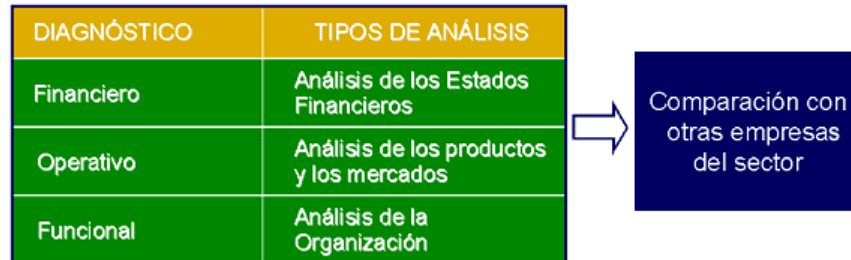 DIAGNÓSTICO
TIPOS DE ANÁLISIS
Financiero
Análisis de los Estados
Financieros
Operativo
Análisis de los productos
y los mercados
Funcional
Análisis de la
Organización
Comparación con
otras empresas
del sector